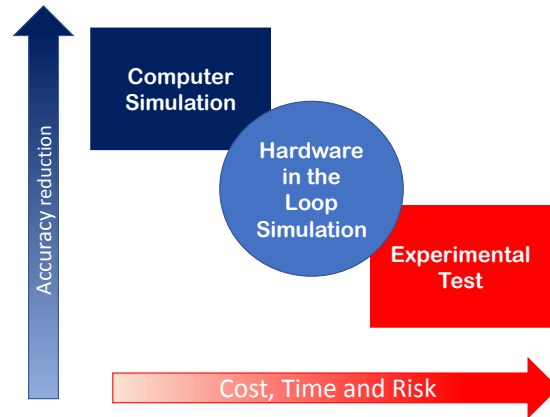 Computer
Simulation
Hardware
in the
Loop
Simulation
Experimental
Test
Accuracy reduction
Cost, Time and Risk